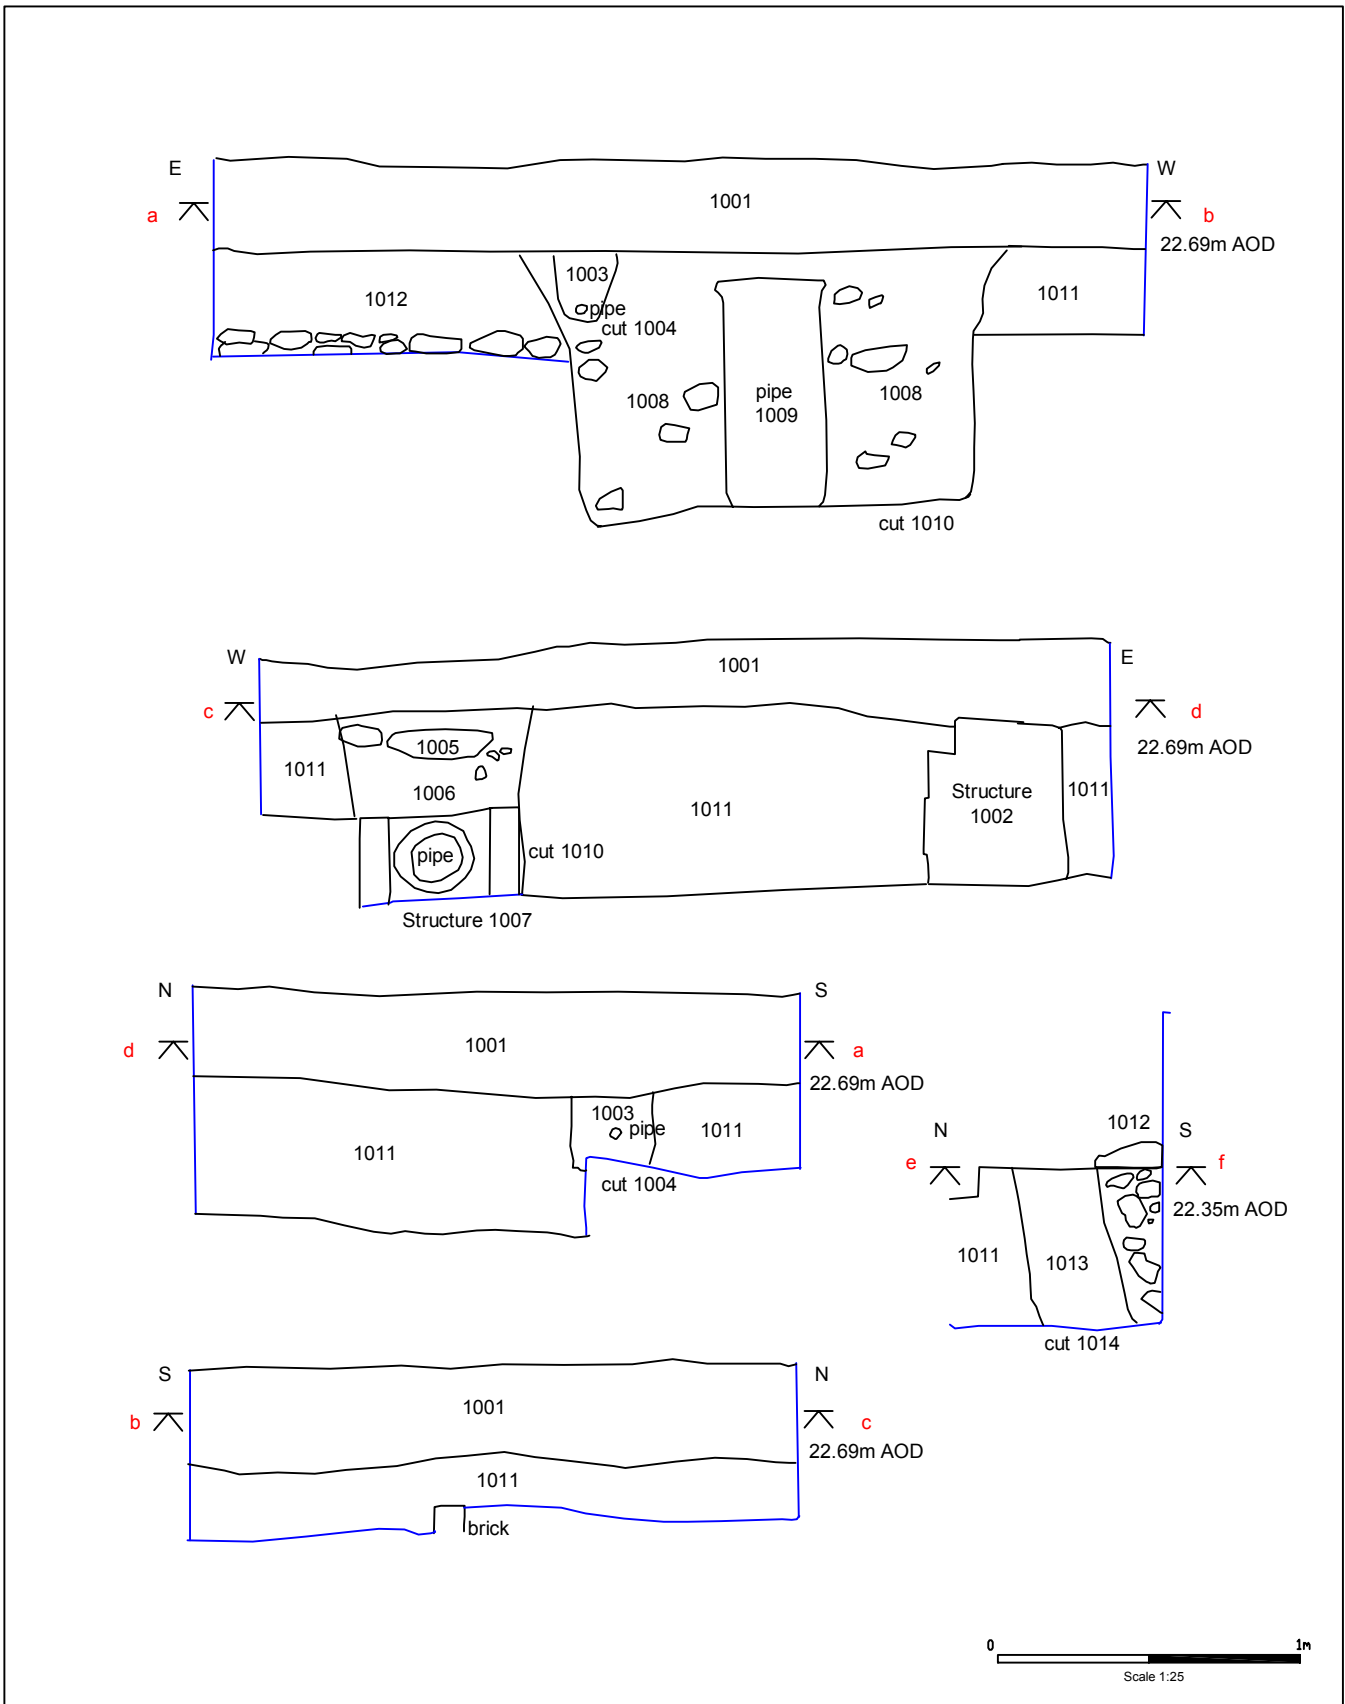 E
W
1001
a
b
22.69m AOD
1003
1012
1011
pipe
cut 1004
1008
pipe
1009
1008
cut 1010
W
E
1001
c
d
22.69m AOD
1005
1011
1006
1011
Structure
1002
1011
pipe
cut 1010
Structure 1007
N
S
1001
d
a
22.69m AOD
1003
pipe
1011
1011
cut 1004
1012
N
S
e
f
22.35m AOD
1011
1013
cut 1014
S
N
1001
b
c
22.69m AOD
1011
brick
0
1m
Scale 1:25